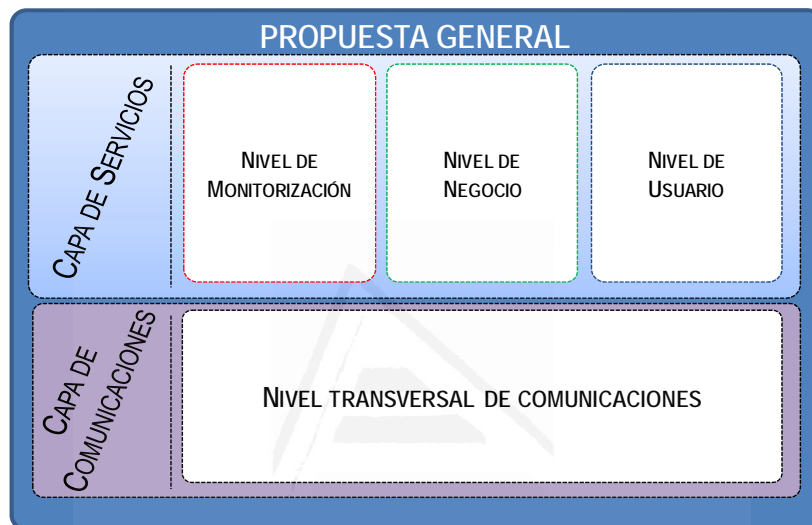 PROPUESTA GENERAL
CAPA DE SERVICIOS
NIVEL DE
MONITORIZACIÓN
NIVEL DE
NEGOCIO
NIVEL DE
USUARIO
CAPA DE
COMUNICACIONES
NIVEL TRANSVERSAL DE COMUNICACIONES